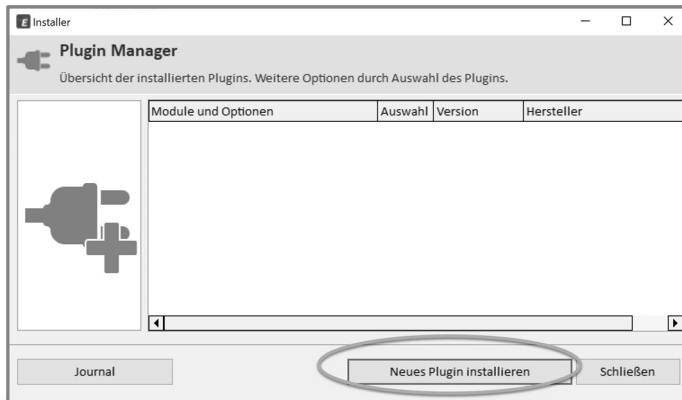 E Installer
Plugin Manager
Übersicht der installierten Plugins. Weitere Optionen durch Auswahl des Plugins.
Module und Optionen Auswahl Version Hersteller
Journal Neues Plugin installieren Schließen